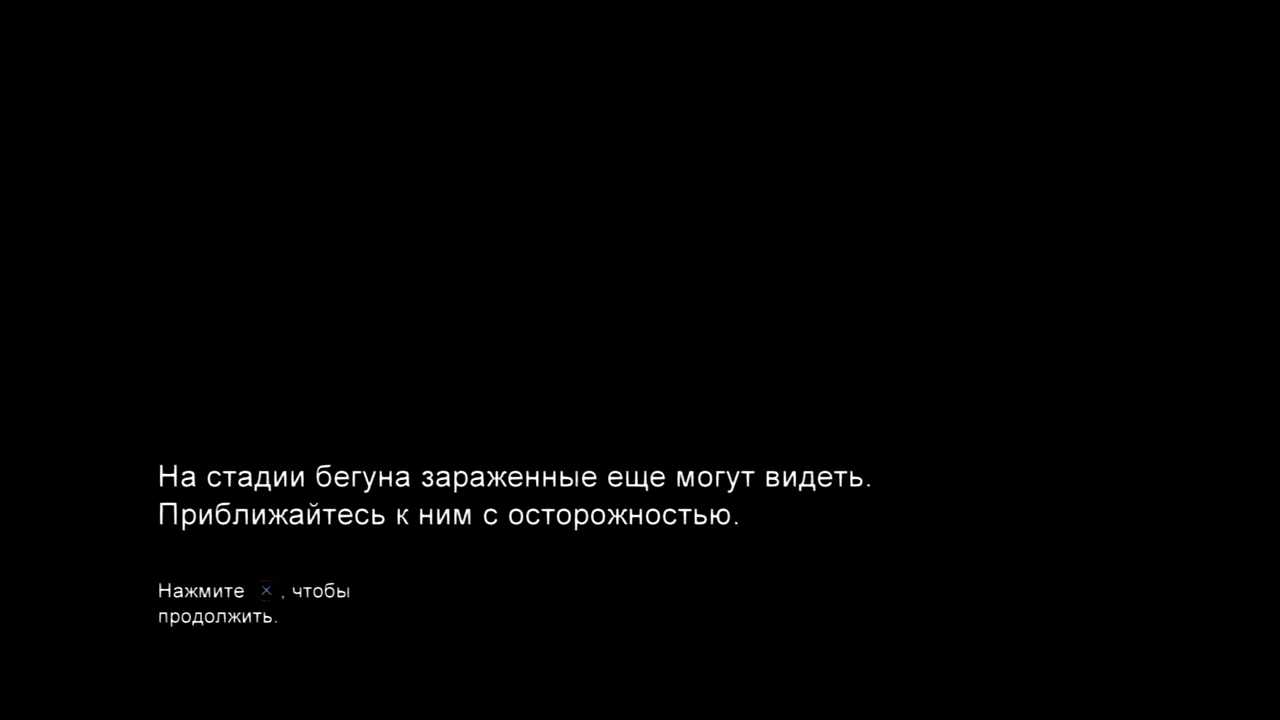 На стадии бегуна зараженные еще могут видеть.
Приближайтесь к ним с осторожностью.
Нажмите ×, чтобы
продолжить.